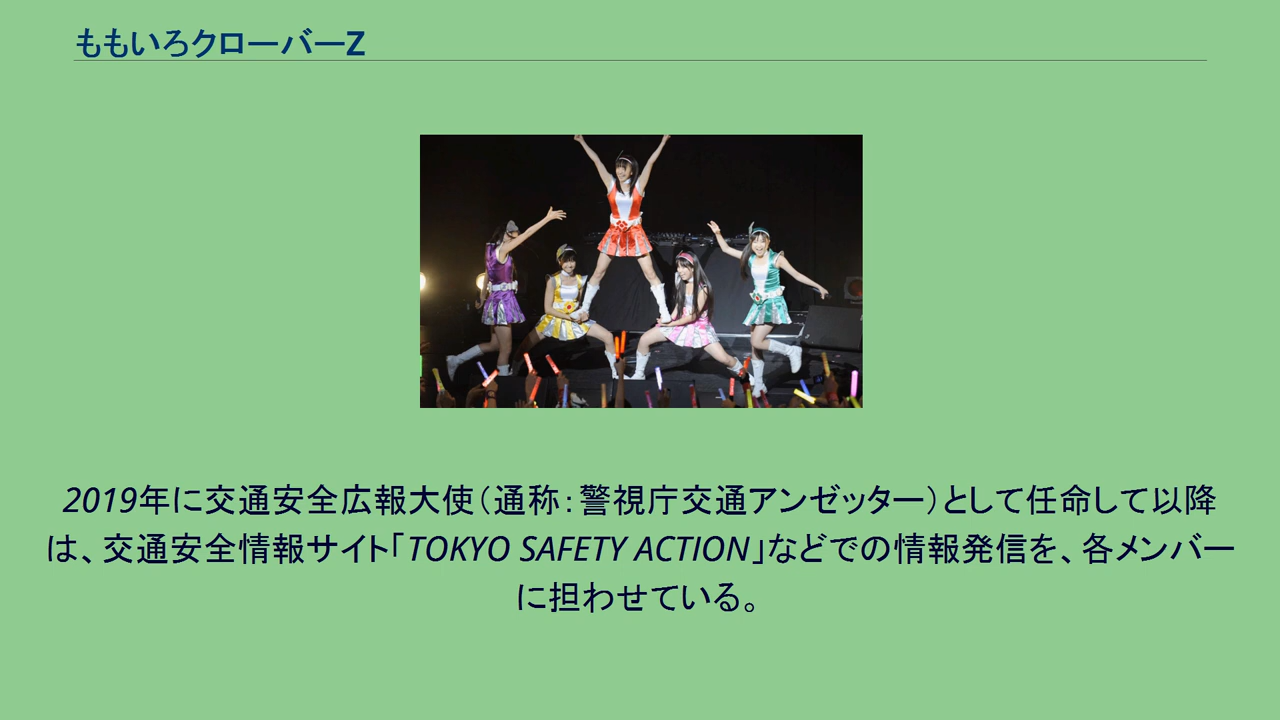 ももいろクローバーZ
2019年に交通安全広報大使（通称：警視庁交通アンゼッター）として任命して以降
は、交通安全情報サイト「TOKYO SAFETY ACTION」などでの情報発信を、各メンバー
に担わせている。